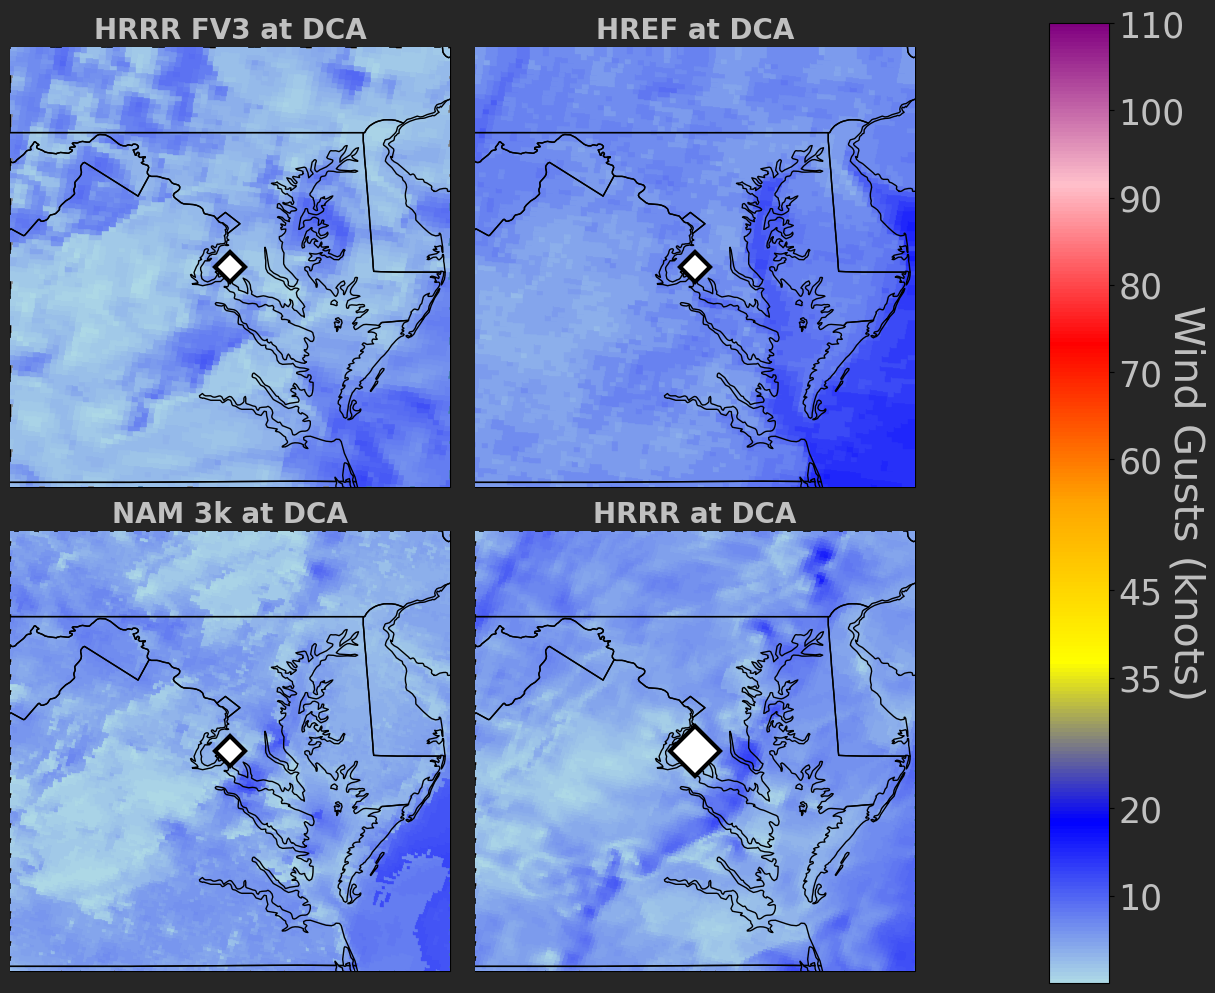 HRRR FV3 at DCA
HREF at DCA
NAM 3k at DCA
HRRR at DCA
110
100
90
80
70
60
45
35
20
10
Wind Gusts (knots)